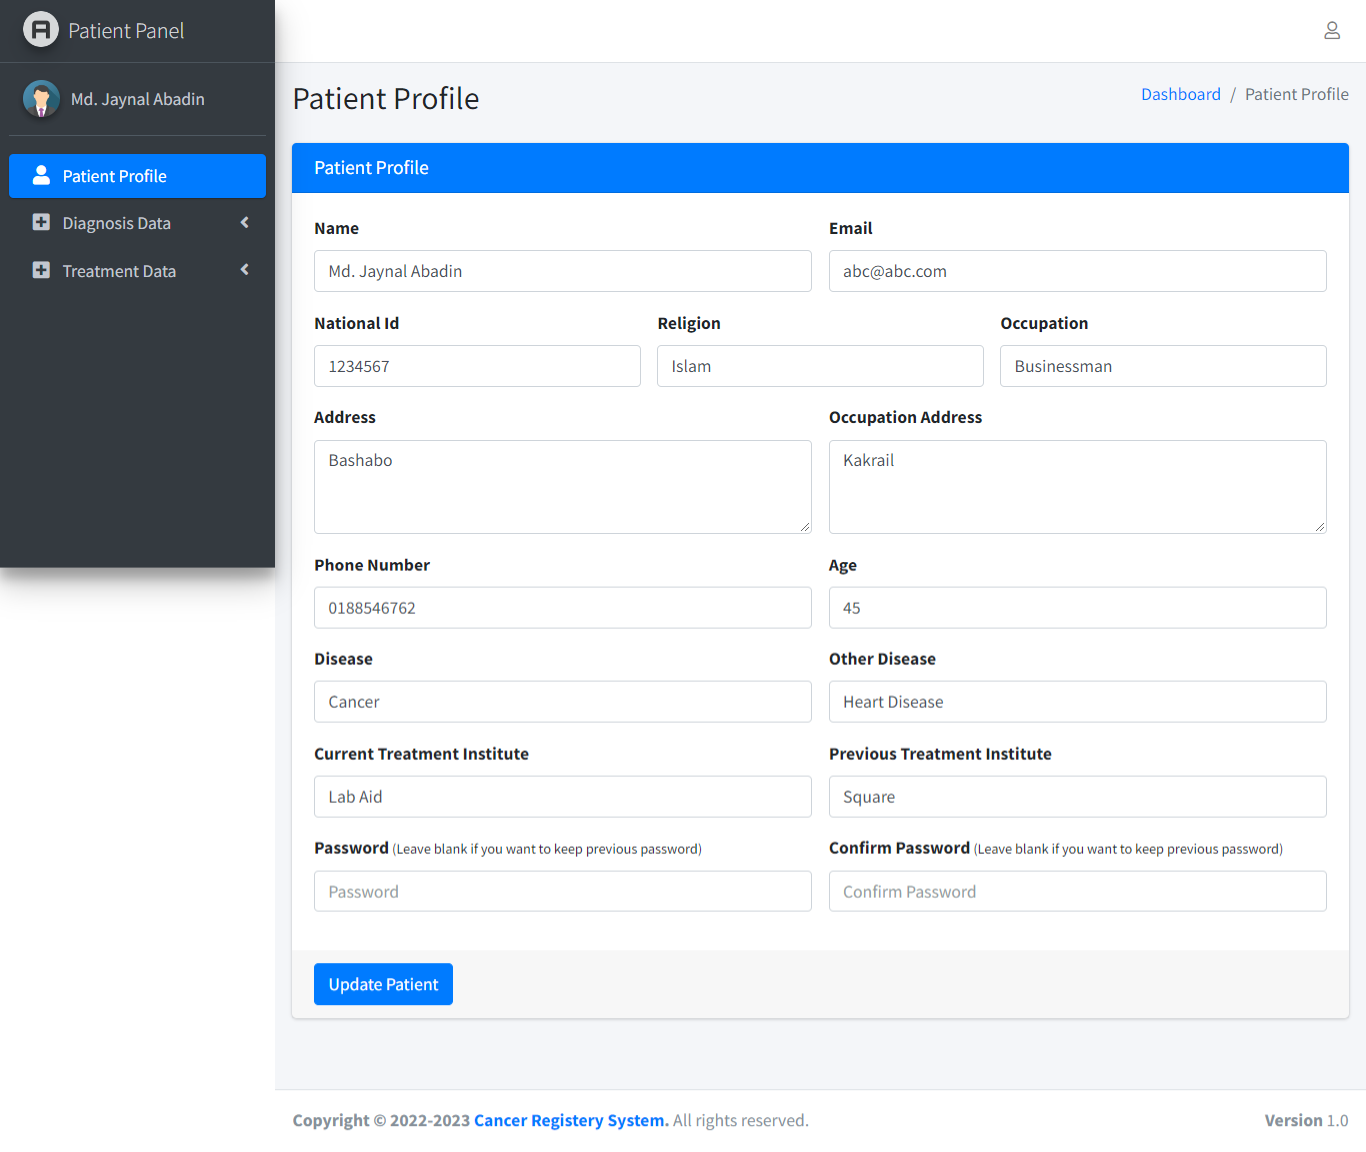 Patient Panel
Md. Jaynal Abadin
Patient Profile
Diagnosis Data
Treatment Data
Patient Profile
Dashboard / Patient Profile
Patient Profile
Name Email
Md. Jaynal Abadin abc@abc.com
National Id Religion Occupation
1234567 Islam Businessman
Address Occupation Address
Bashabo Kakrail
Phone Number Age
0188546762 45
Disease Other Disease
Cancer Heart Disease
Current Treatment Institute Previous Treatment Institute
Lab Aid Square
Password (Leave blank if you want to keep previous password) Confirm Password (Leave blank if you want to keep previous password)
Password Confirm Password
Update Patient
Copyright © 2022-2023 Cancer Registery System. All rights reserved. Version 1.0